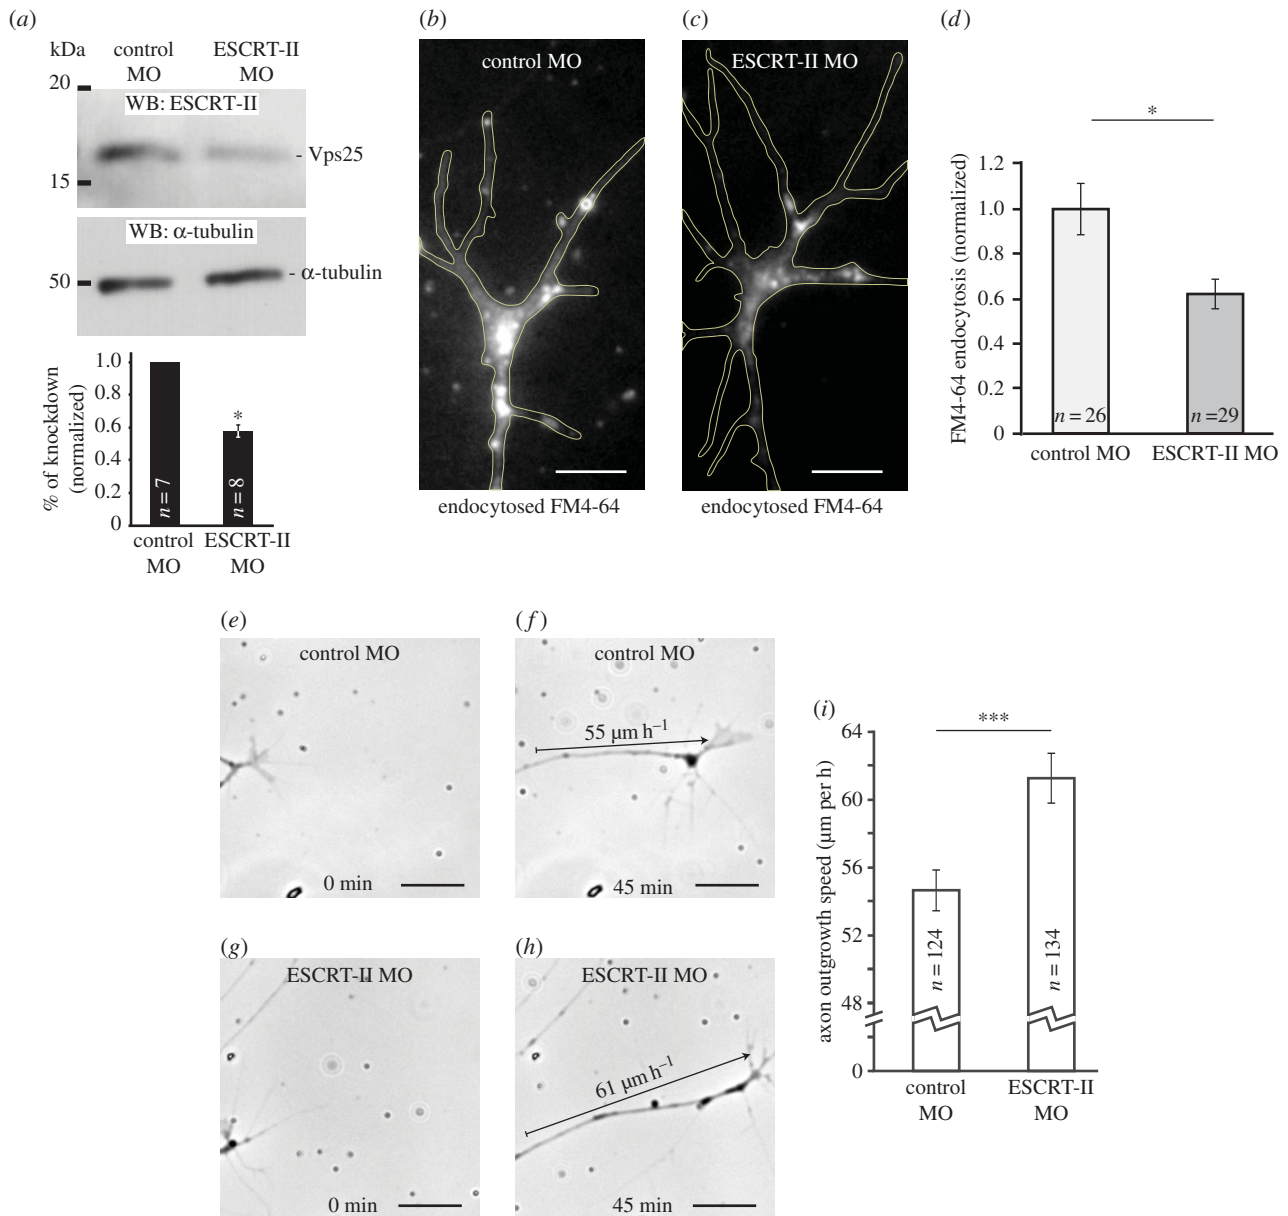 (a)
kDa
control MO
ESCRT-II MO
20
WB: ESCRT-II
- Vps25
15
WB: α-tubulin
50
- α-tubulin
% of knockdown (normalized)
1.0
0.8
0.6
0.4
0.2
0
*
n = 7
n = 8
control MO
ESCRT-II MO
(b)
control MO
endocytosed FM4-64
(c)
ESCRT-II MO
endocytosed FM4-64
(d)
*
FM4-64 endocytosis (normalized)
1.2
1.0
0.8
0.6
0.4
0.2
0
n = 26
n =29
control MO
ESCRT-II MO
(e)
control MO
0 min
(f)
control MO
55 µm h⁻¹
45 min
(g)
ESCRT-II MO
0 min
(h)
ESCRT-II MO
61 µm h⁻¹
45 min
(i)
***
axon outgrowth speed (µm per h)
64
60
56
52
48
0
n = 124
n = 134
control MO
ESCRT-II MO